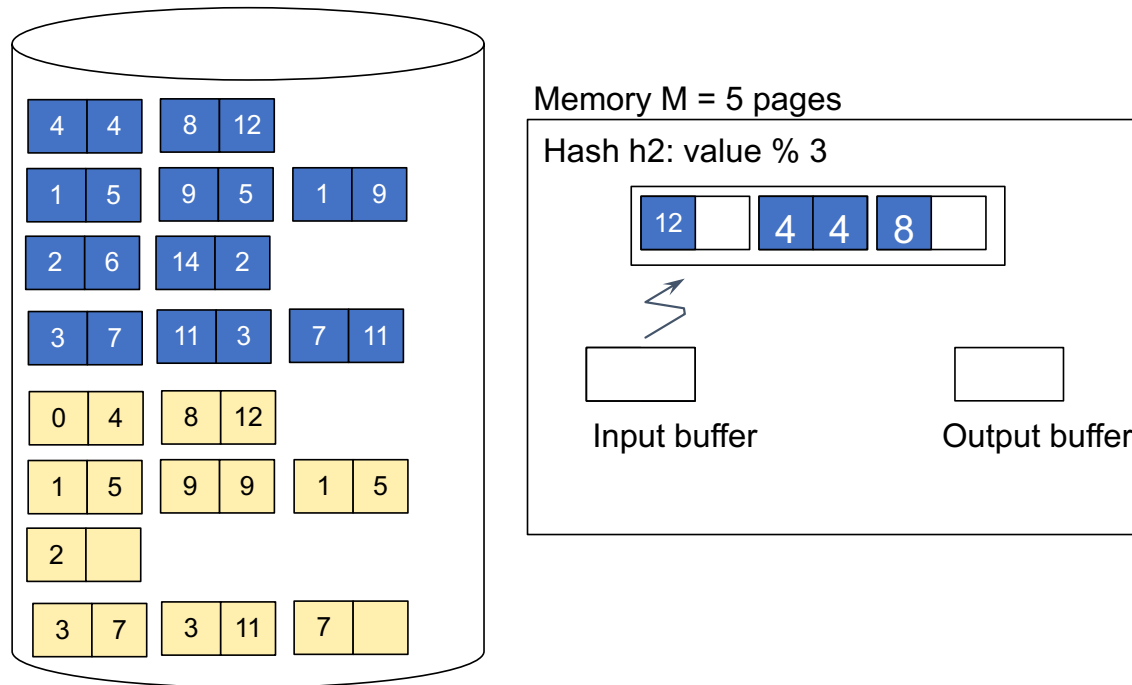 4 4 8 12
1 5 9 5 1 9
2 6 14 2
3 7 11 3 7 11
0 4 8 12
1 5 9 9 1 5
2
3 7 3 11 7
Memory M = 5 pages
Hash h2: value % 3
12 4 4 8
Input buffer
Output buffer